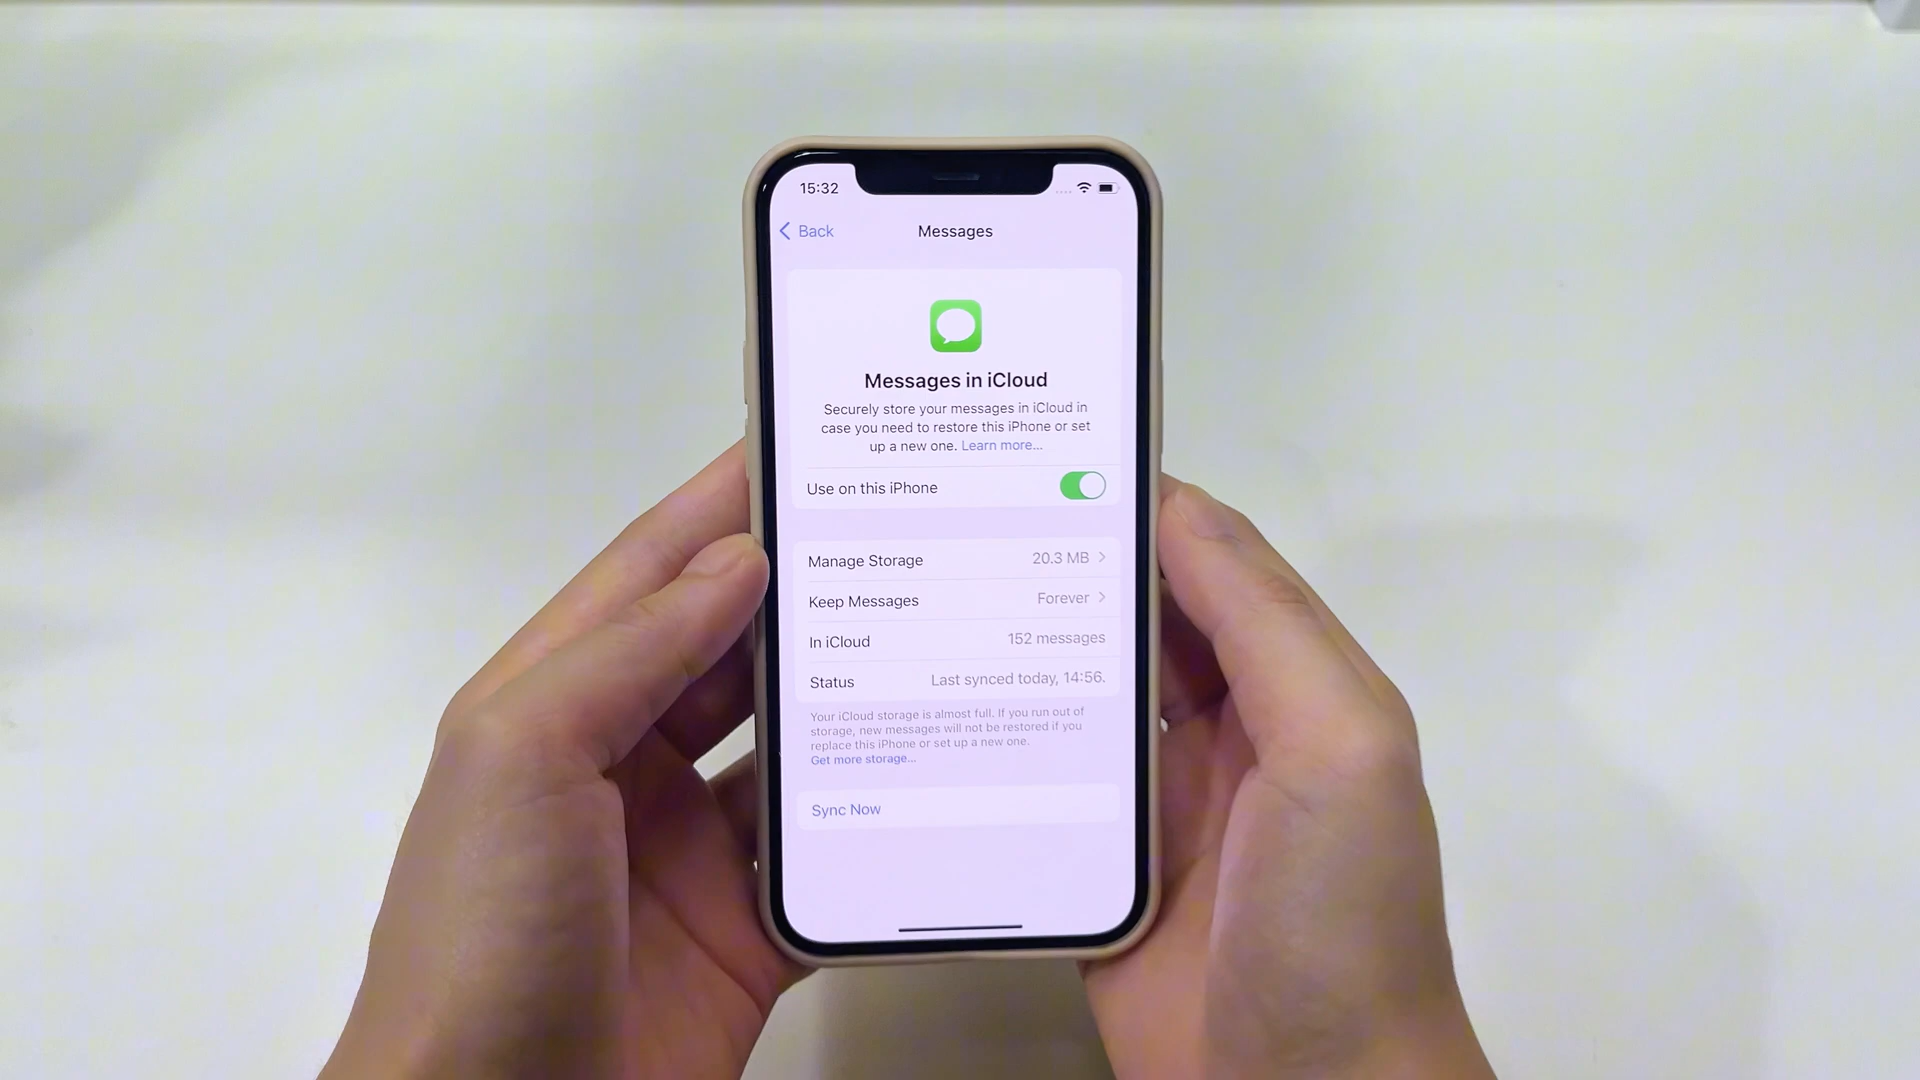 15:32
Back
Messages
Messages in iCloud
Securely store your messages in iCloud in
case you need to restore this iPhone or set
up a new one. Learn more...
Use on this iPhone
Manage Storage 20.3 MB
Keep Messages Forever
In iCloud 152 messages
Status Last synced today, 14:56.
Your iCloud storage is almost full. If you run out of
storage, new messages will not be restored if you
replace this iPhone or set up a new one.
Get more storage...
Sync Now